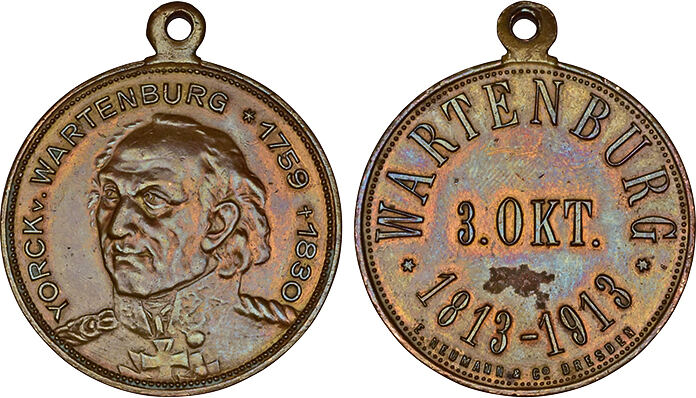 YORCK v. WARTENBURG * 1759 +1830
WARTENBURG
3. OKT.
* 1813-1913 *
E. NEUMANN & Co DRESDEN